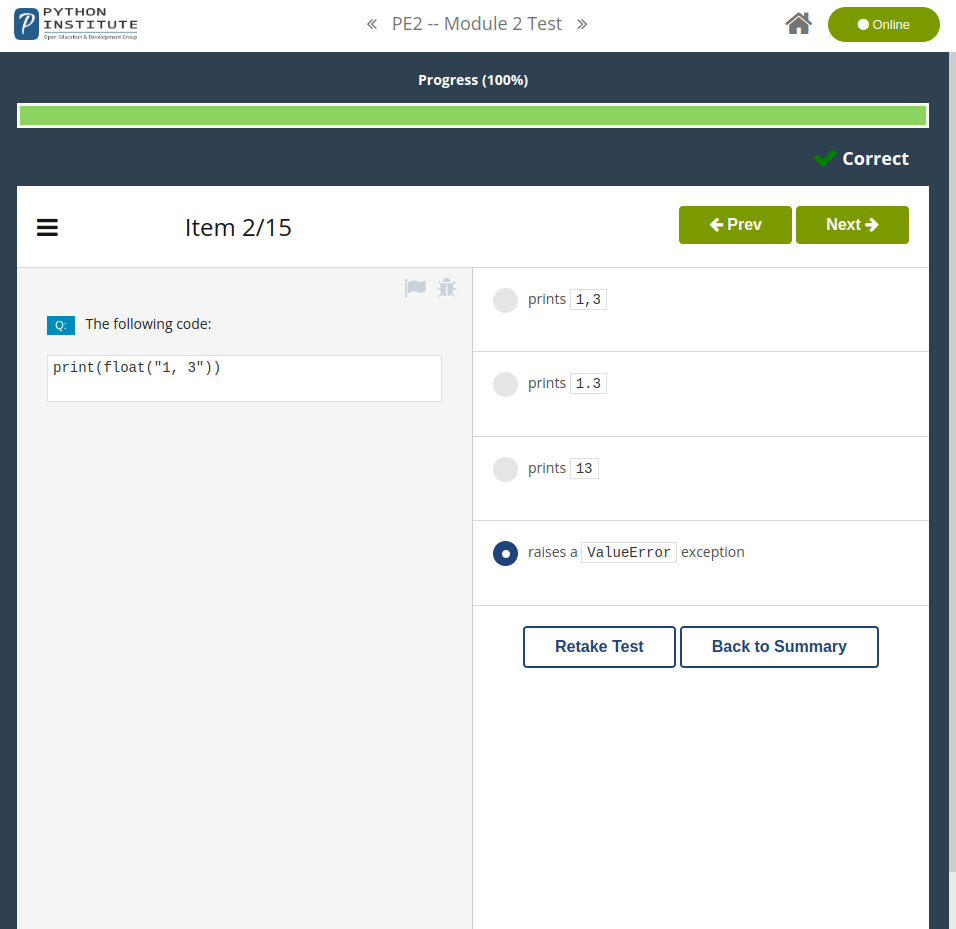 PYTHON
INSTITUTE
Open Education & Development Group
« PE2 -- Module 2 Test »
Online
Progress (100%)
Correct
Item 2/15
Prev
Next
Q: The following code:
print(float("1, 3"))
prints 1,3
prints 1.3
prints 13
raises a ValueError exception
Retake Test
Back to Summary